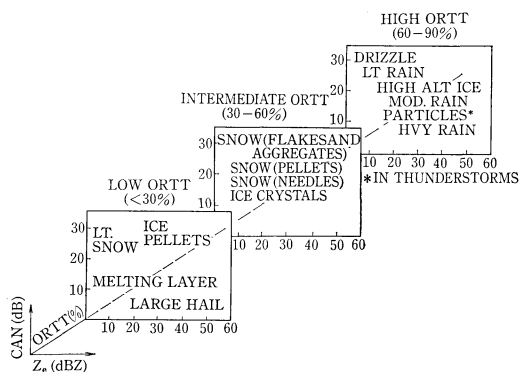 HIGH ORTT
(60-90%)
30
20
10
DRIZZLE
LT RAIN
HIGH ALT ICE
MOD. RAIN
PARTICLES*
HVY RAIN
10 20 30 40 50 60
*IN THUNDERSTORMS
INTERMEDIATE ORTT
(30-60%)
30
20
10
SNOW(FLAKESAND
AGGREGATES)
SNOW(PELLETS)
SNOW(NEEDLES)
ICE CRYSTALS
10 20 30 40 50 60
LOW ORTT
(<30%)
30
20
10
LT.
SNOW
ICE
PELLETS
MELTING LAYER
LARGE HAIL
10 20 30 40 50 60
ORTT(%)
CAN (dB)
Ze (dBZ)